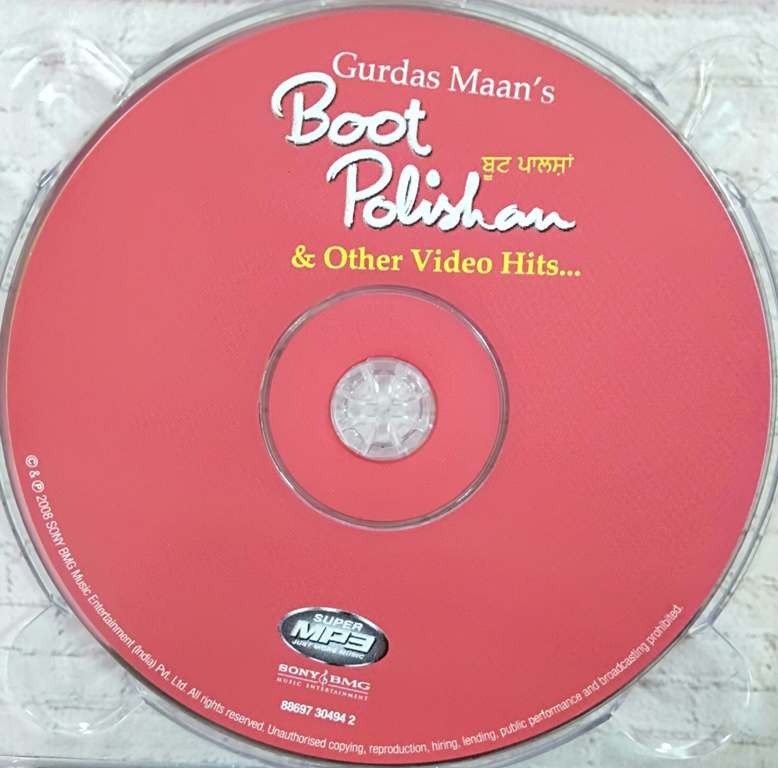 Gurdas Maan's
Boot
ਬੂਟ ਪਾਲਸ਼ਾਂ
Polishan
& Other Video Hits...
SUPER
MP3
JUST MORE MUSIC
SONY BMG
MUSIC ENTERTAINMENT
88697 30494 2
© & ℗ 2008 SONY BMG Music Entertainment (India) Pvt. Ltd. All rights reserved. Unauthorised copying, reproduction, hiring, lending, public performance and broadcasting prohibited.